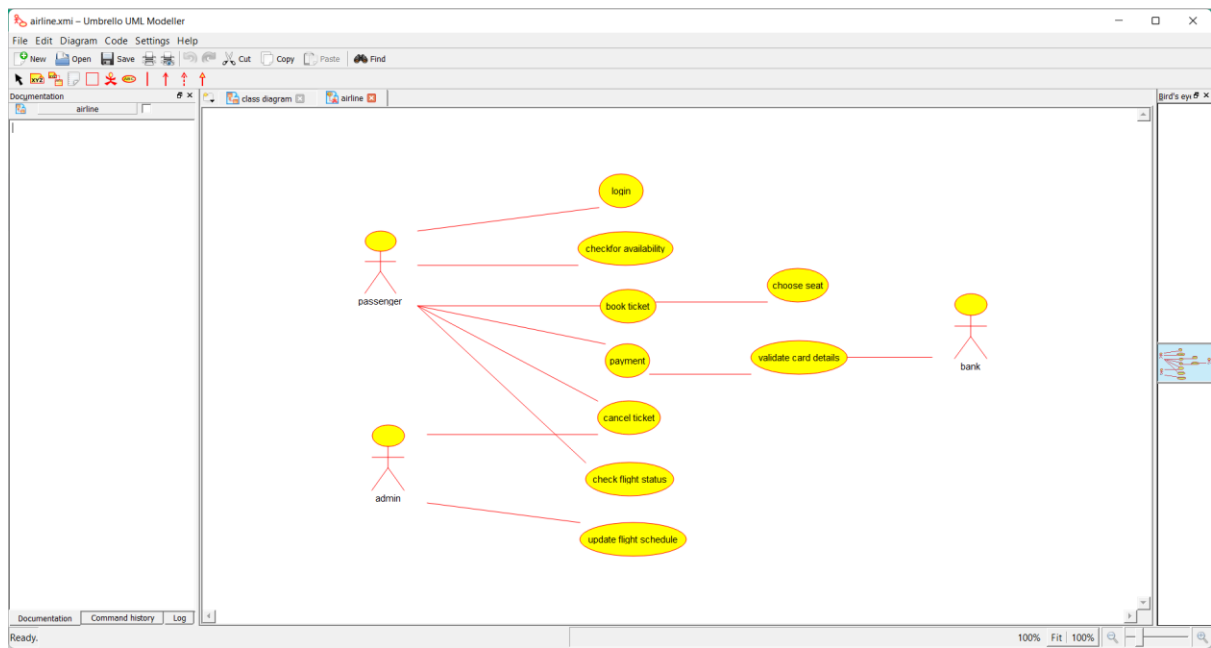 airline.xmi – Umbrello UML Modeller
File Edit Diagram Code Settings Help
New Open Save Cut Copy Paste Find
XYZ
Documentation
airline
class diagram airline
Bird's eye
login
checkfor availability
choose seat
passenger
book ticket
payment
validate card details
bank
cancel ticket
admin
check flight status
update flight schedule
Documentation Command history Log
Ready.
100% Fit 100%